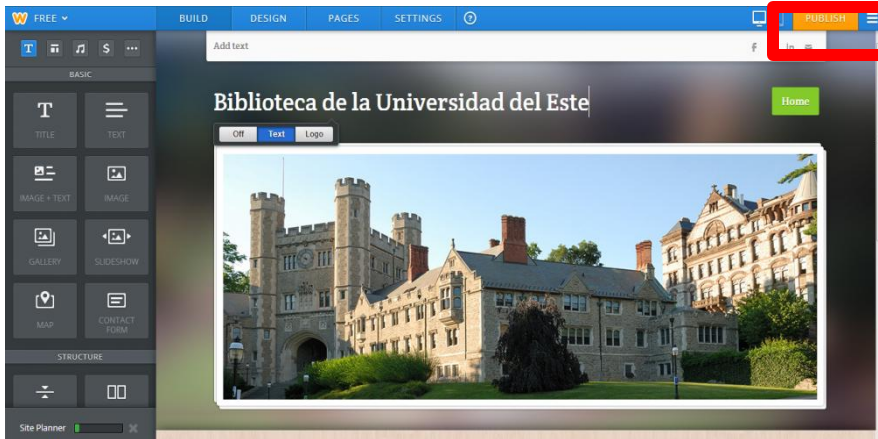 FREE
BUILD
DESIGN
PAGES
SETTINGS
?
PUBLISH
T
$
Add text
f
in
BASIC
T
TITLE
TEXT
IMAGE + TEXT
IMAGE
GALLERY
SLIDESHOW
MAP
CONTACT
FORM
STRUCTURE
Site Planner
Biblioteca de la Universidad del Este
Home
Off
Text
Logo